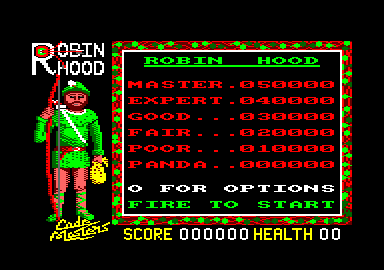 ROBIN
HOOD
ROBIN HOOD
MASTER.050000
EXPERT.040000
GOOD...030000
FAIR...020000
POOR...010000
PANDA..000000
O FOR OPTIONS
FIRE TO START
Code
Masters
SCORE 000000 HEALTH 00